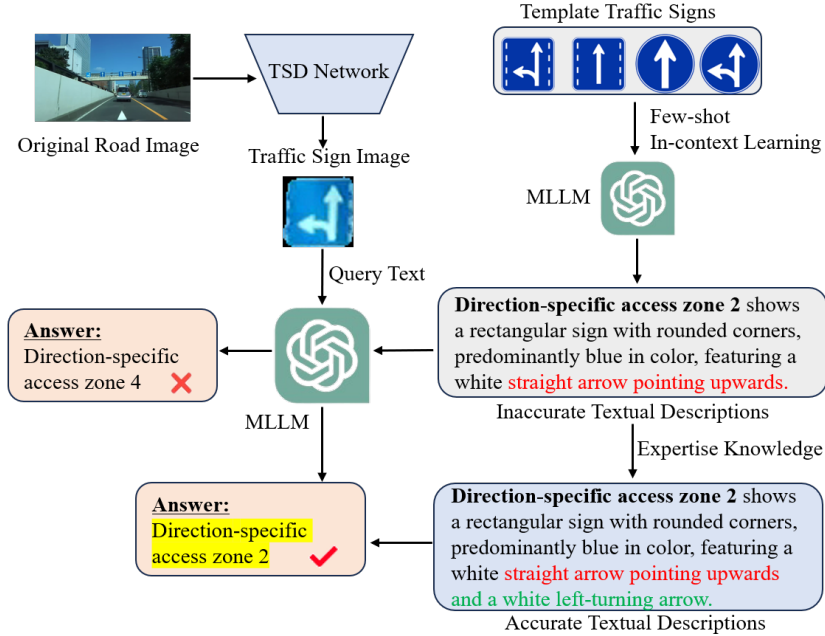 Template Traffic Signs
TSD Network
Original Road Image
Few-shot
In-context Learning
Traffic Sign Image
MLLM
Query Text
Direction-specific access zone 2 shows
a rectangular sign with rounded corners,
predominantly blue in color, featuring a
white straight arrow pointing upwards.
Inaccurate Textual Descriptions
Answer:
Direction-specific
access zone 4
MLLM
Expertise Knowledge
Answer:
Direction-specific
access zone 2
Direction-specific access zone 2 shows
a rectangular sign with rounded corners,
predominantly blue in color, featuring a
white straight arrow pointing upwards
and a white left-turning arrow.
Accurate Textual Descriptions